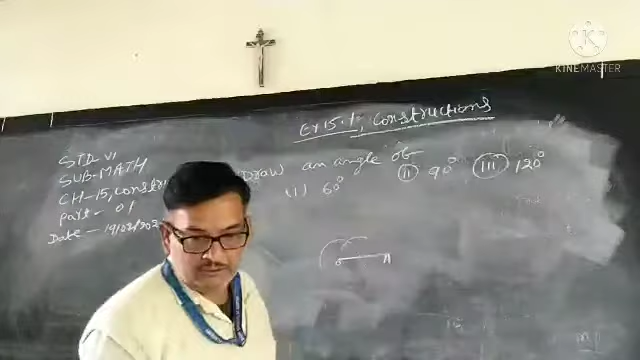 KINEMASTER
Ex 15.1, Constructions
STD-VI
SUB-MATH
CH-15, constr
Part - 01
Date - 19/02/202
Draw an angle of
(i) 60°
(ii) 90°
(iii) 120°